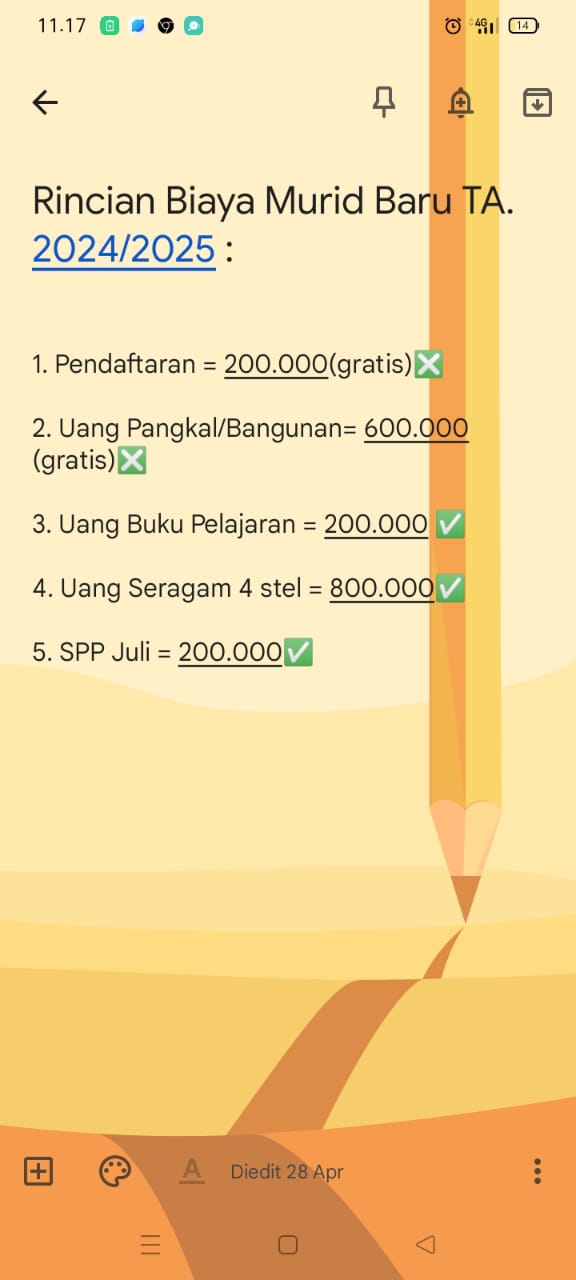 11.17
4G
14
Rincian Biaya Murid Baru TA.
2024/2025 :
1. Pendaftaran = 200.000(gratis)❎
2. Uang Pangkal/Bangunan= 600.000
(gratis)❎
3. Uang Buku Pelajaran = 200.000 ✅
4. Uang Seragam 4 stel = 800.000✅
5. SPP Juli = 200.000✅
A
Diedit 28 Apr